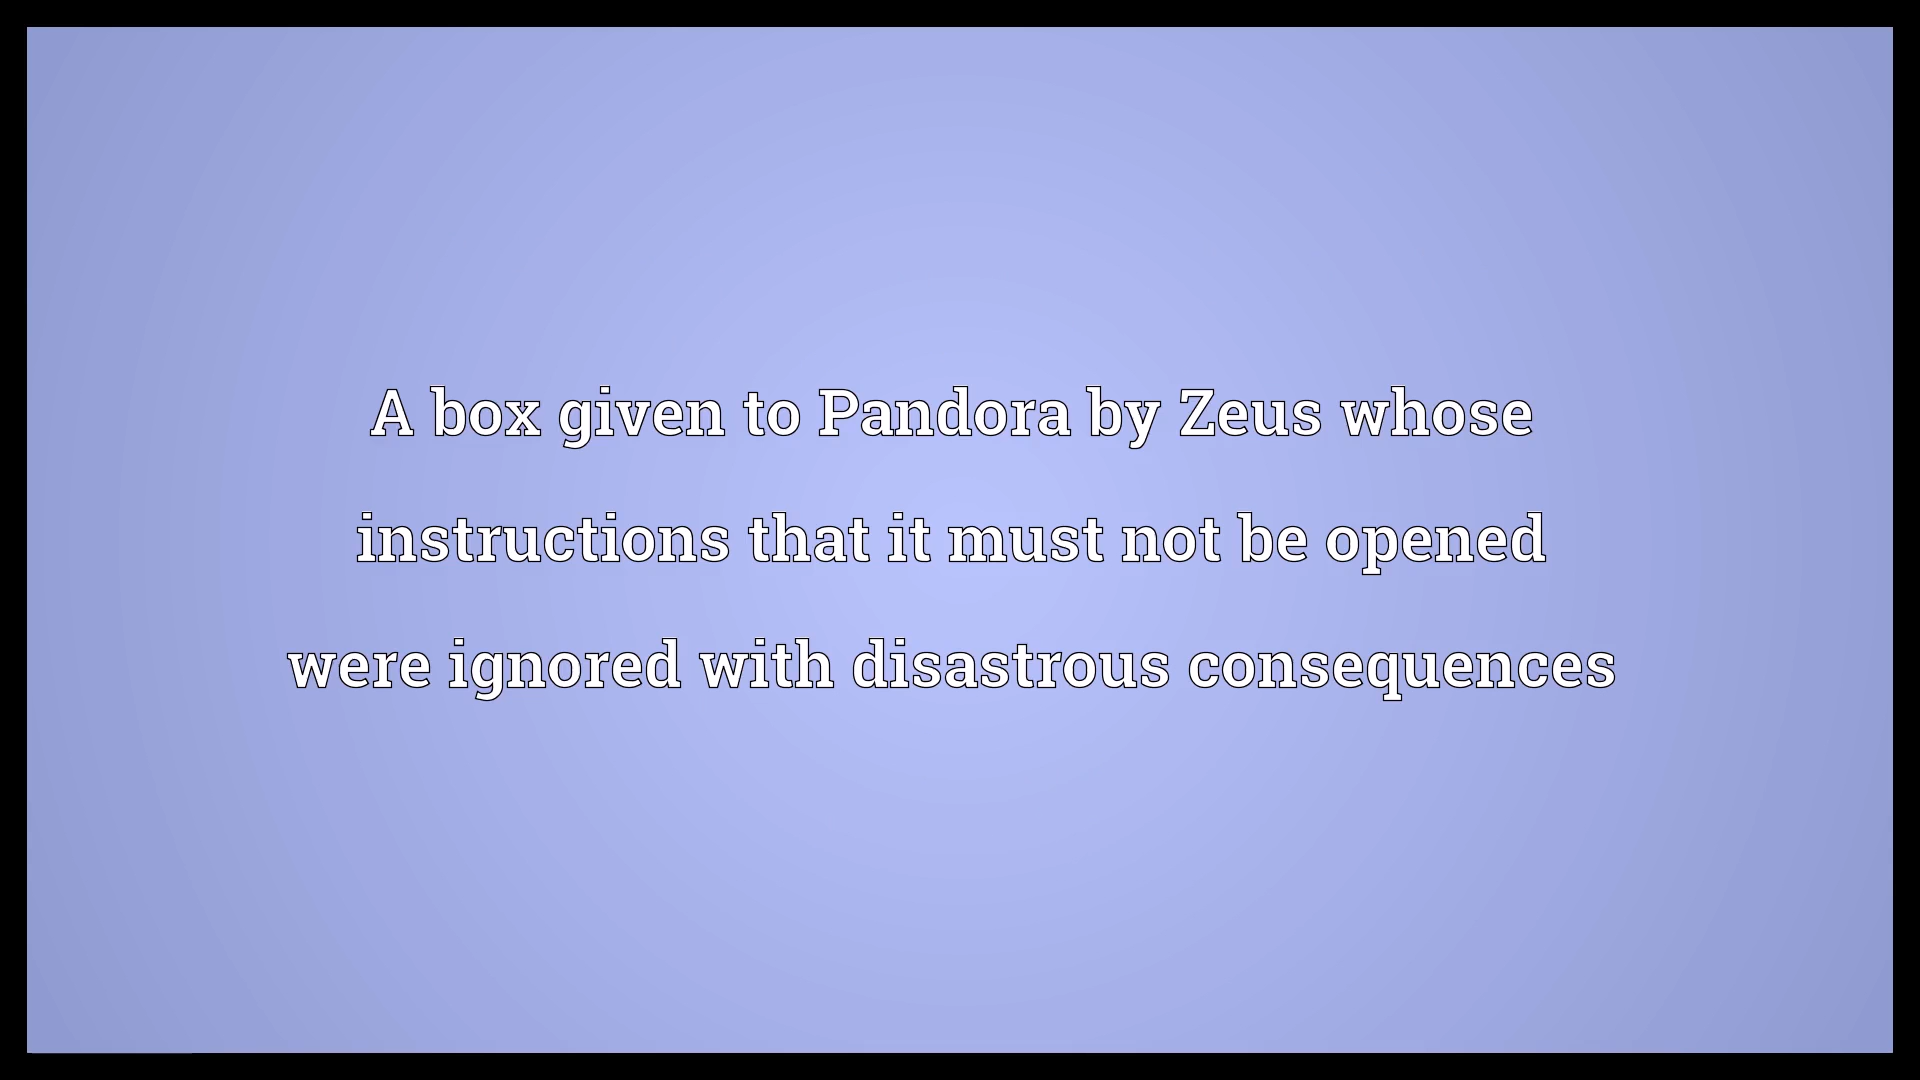 A box given to Pandora by Zeus whose
instructions that it must not be opened
were ignored with disastrous consequences